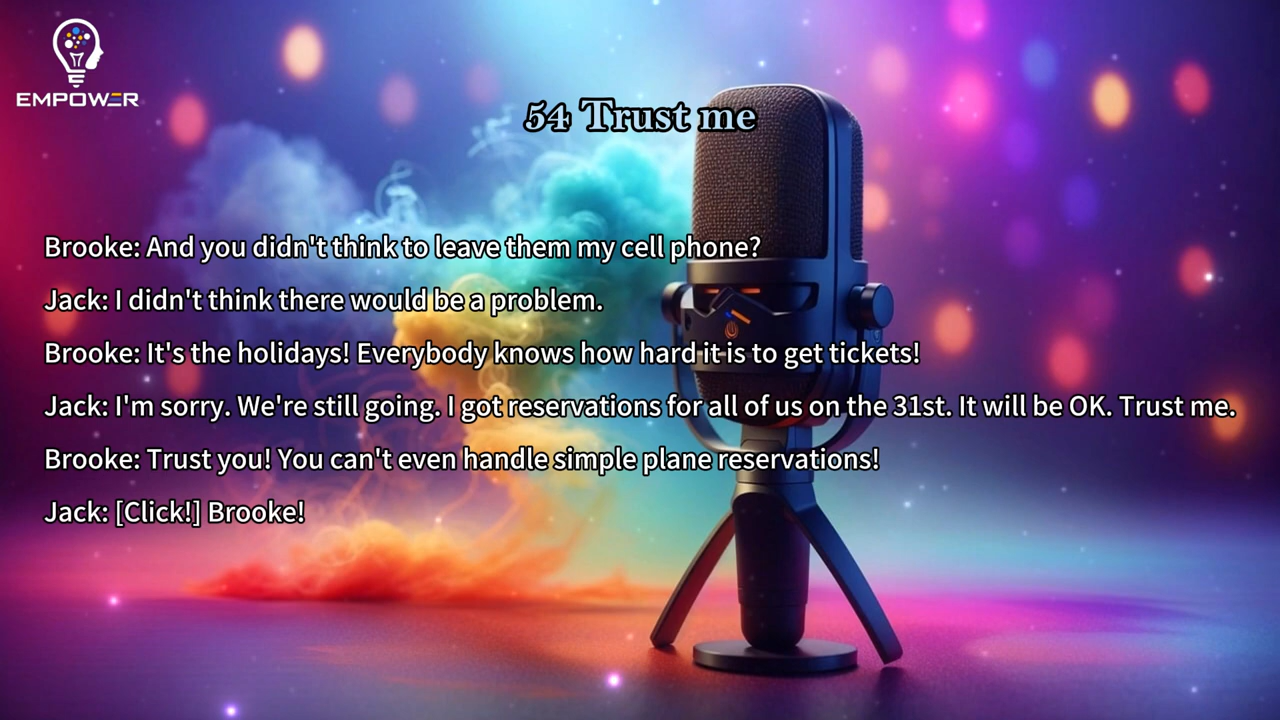 EMPOWER
54 Trust me
Brooke: And you didn't think to leave them my cell phone?
Jack: I didn't think there would be a problem.
Brooke: It's the holidays! Everybody knows how hard it is to get tickets!
Jack: I'm sorry. We're still going. I got reservations for all of us on the 31st. It will be OK. Trust me.
Brooke: Trust you! You can't even handle simple plane reservations!
Jack: [Click!] Brooke!